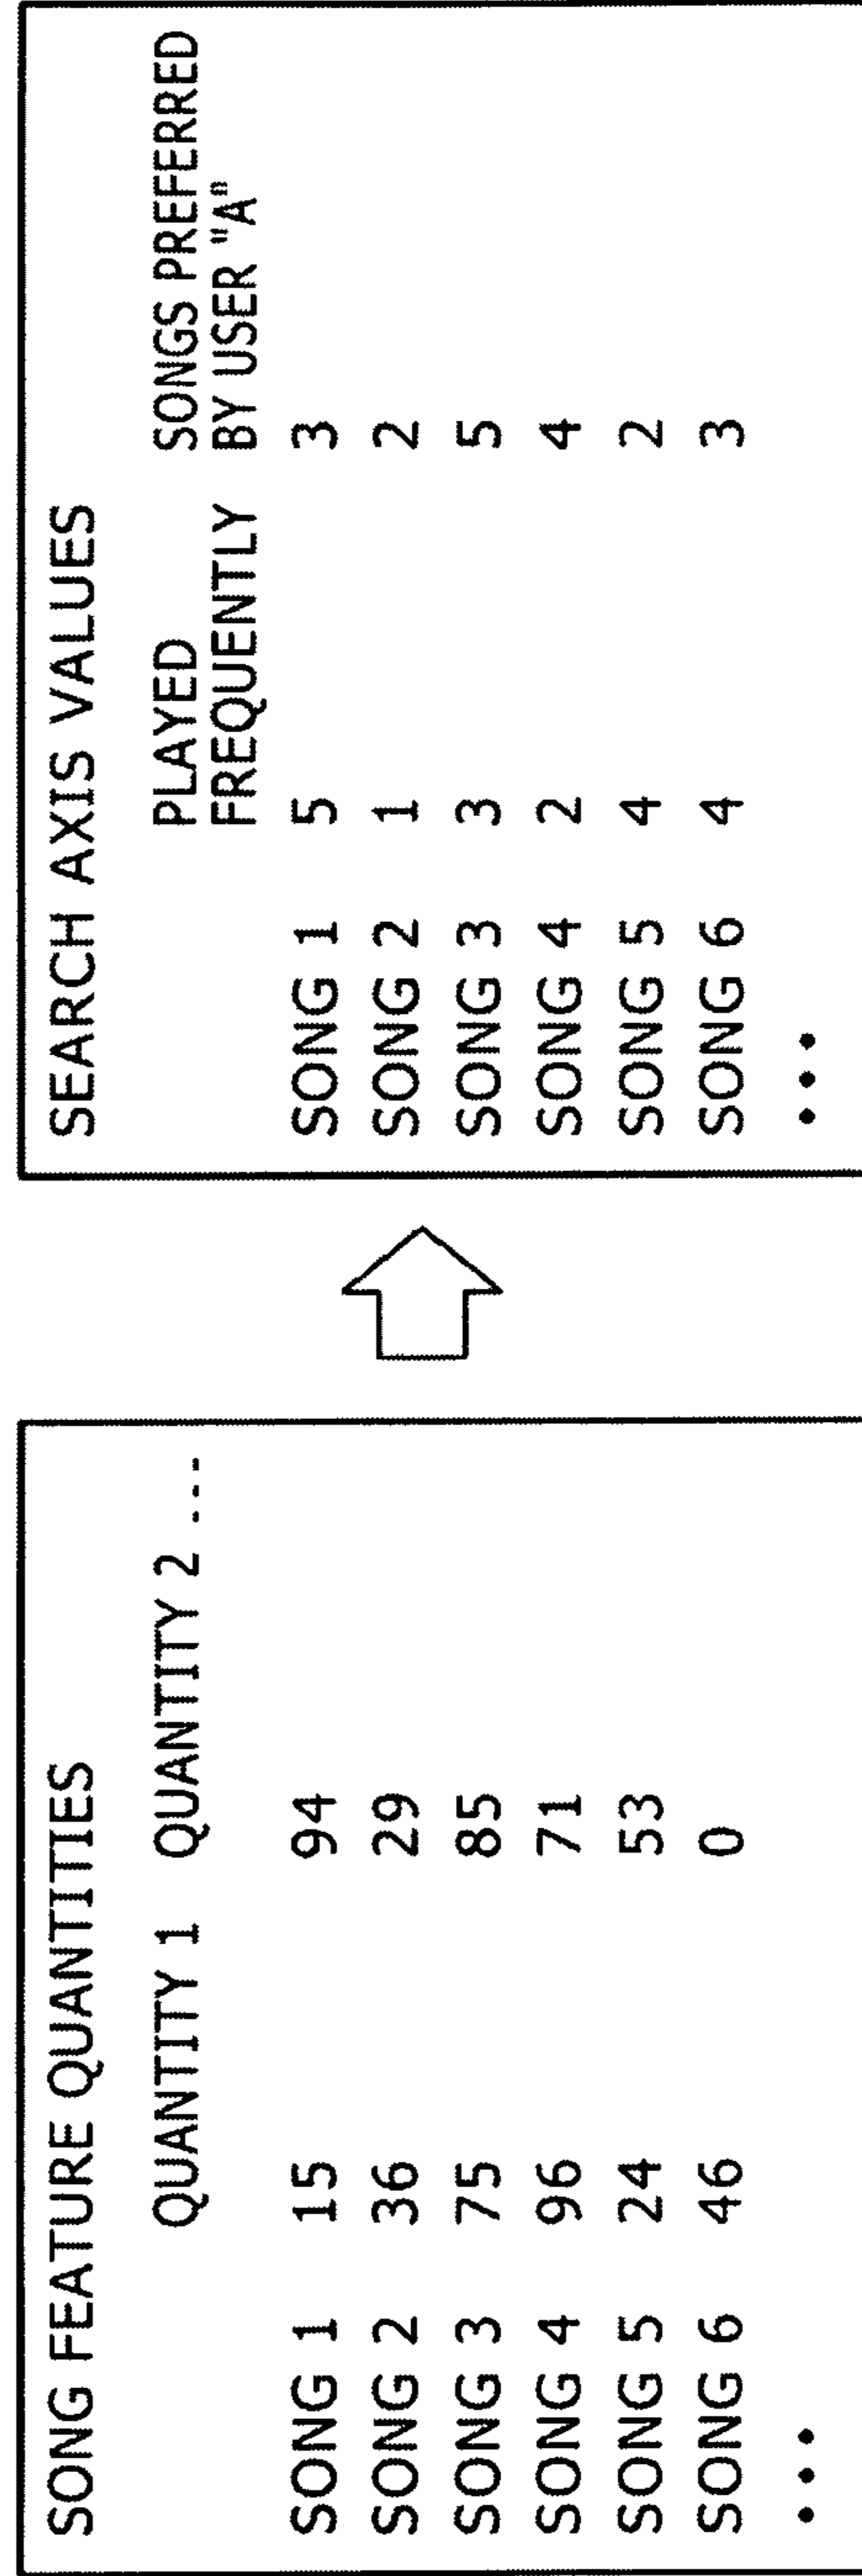 SONG FEATURE QUANTITIES
QUANTITY 1 QUANTITY 2 ...
SONG 1 15 94
SONG 2 36 29
SONG 3 75 85
SONG 4 96 71
SONG 5 24 53
SONG 6 46 0
...
SEARCH AXIS VALUES
PLAYED SONGS PREFERRED
FREQUENTLY BY USER "A"
SONG 1 5 3
SONG 2 1 2
SONG 3 3 5
SONG 4 2 4
SONG 5 4 2
SONG 6 4 3
...